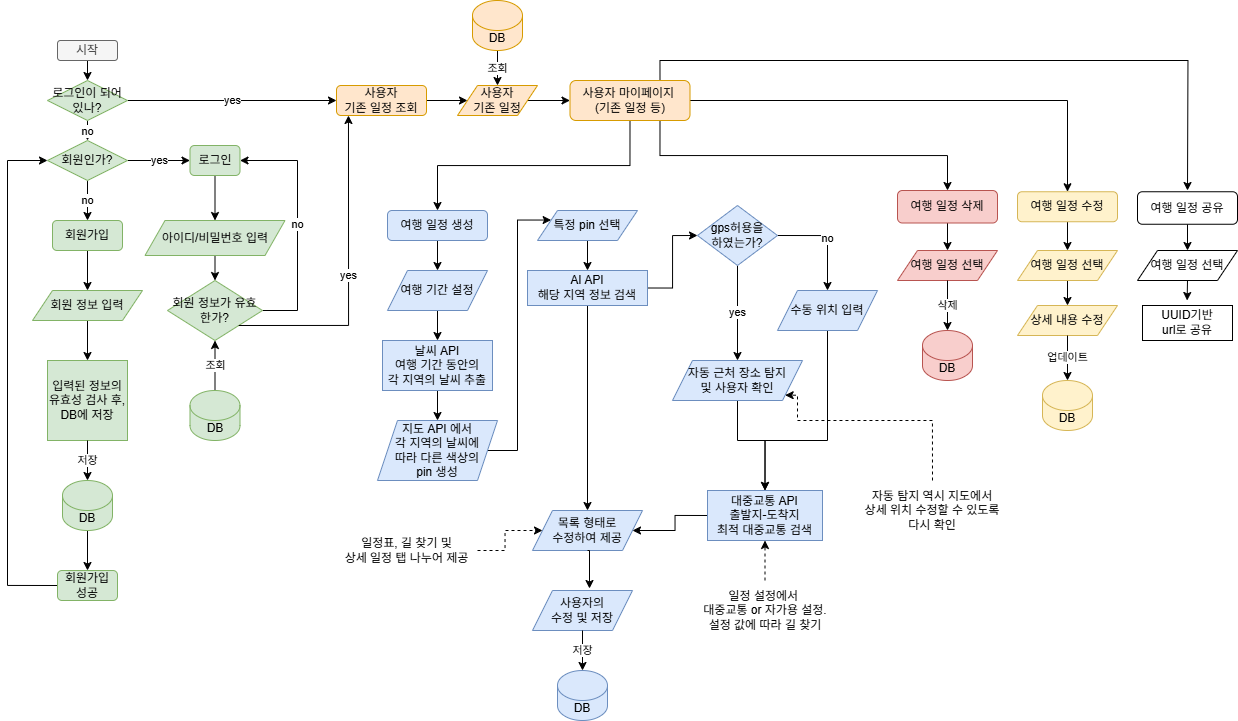 시작
로그인이 되어
있나?
yes
no
회원인가?
yes
no
회원가입
회원 정보 입력
입력된 정보의
유효성 검사 후,
DB에 저장
저장
DB
회원가입
성공
로그인
아이디/비밀번호 입력
회원 정보가 유효
한가?
no
yes
조회
DB
사용자
기존 일정 조회
DB
조회
사용자
기존 일정
사용자 마이페이지
(기존 일정 등)
여행 일정 생성
여행 기간 설정
날씨 API
여행 기간 동안의
각 지역의 날씨 추출
지도 API 에서
각 지역의 날씨에
따라 다른 색상의
pin 생성
특정 pin 선택
AI API
해당 지역 정보 검색
gps허용을
하였는가?
no
yes
수동 위치 입력
자동 근처 장소 탐지
및 사용자 확인
자동 탐지 역시 지도에서
상세 위치 수정할 수 있도록
다시 확인
대중교통 API
출발지-도착지
최적 대중교통 검색
일정 설정에서
대중교통 or 자가용 설정.
설정 값에 따라 길 찾기
목록 형태로
수정하여 제공
일정표, 길 찾기 및
상세 일정 탭 나누어 제공
사용자의
수정 및 저장
저장
DB
여행 일정 삭제
여행 일정 선택
삭제
DB
여행 일정 수정
여행 일정 선택
상세 내용 수정
업데이트
DB
여행 일정 공유
여행 일정 선택
UUID기반
url로 공유